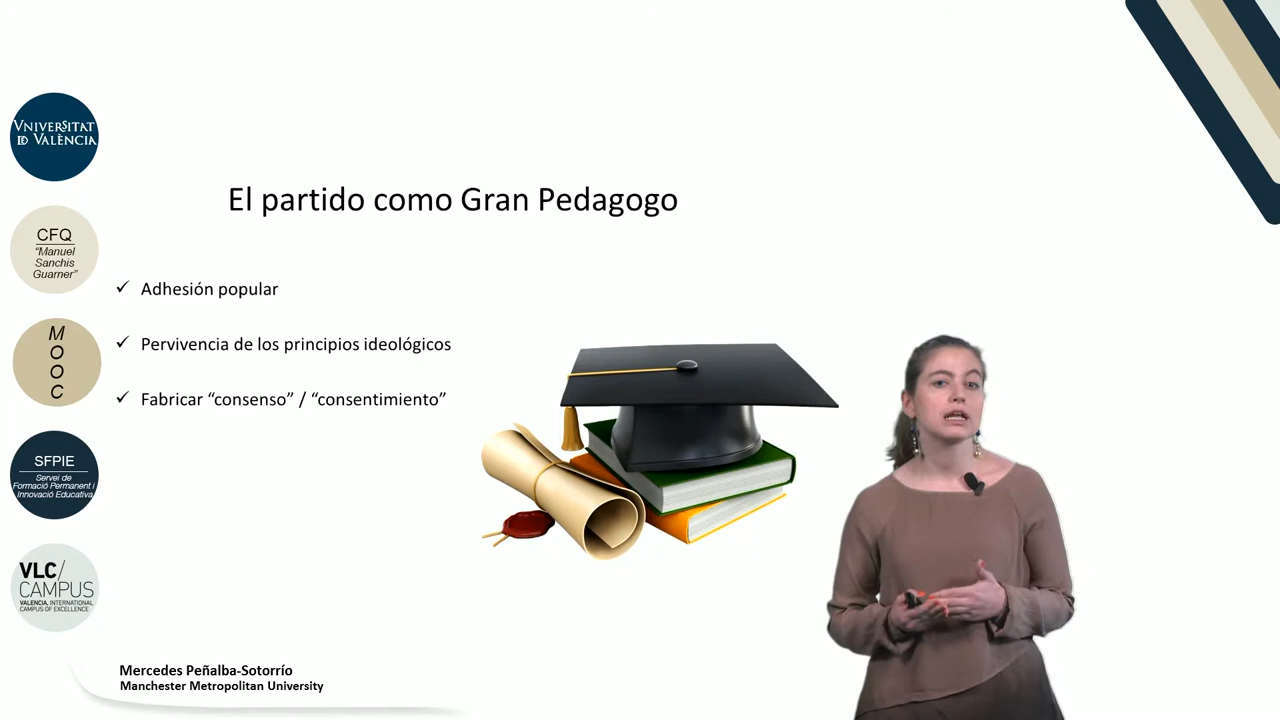 VNIVERSITAT
ID VALÈNCIA
CFQ
“Manuel
Sanchis
Guarner”
M
O
O
C
SFPIE
Servei de
Formació Permanent i
Innovació Educativa
VLC/
CAMPUS
VALENCIA, INTERNATIONAL
CAMPUS OF EXCELLENCE
El partido como Gran Pedagogo
✓ Adhesión popular
✓ Pervivencia de los principios ideológicos
✓ Fabricar “consenso” / “consentimiento”
Mercedes Peñalba-Sotorrío
Manchester Metropolitan University